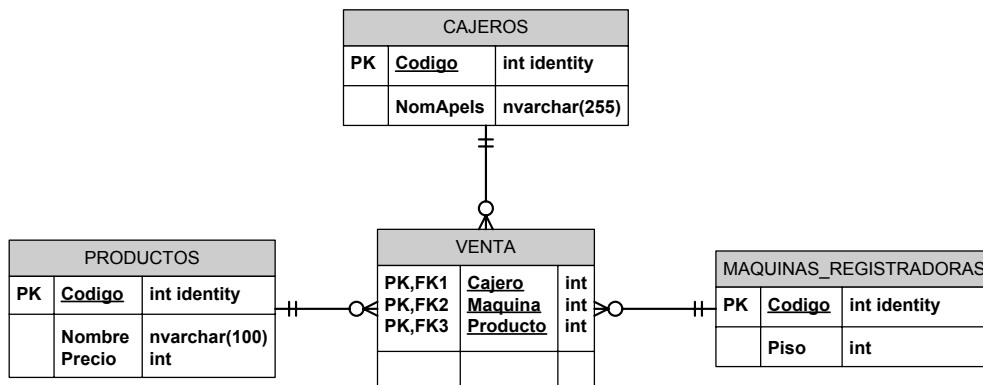 CAJEROS
PK Codigo int identity
NomApels nvarchar(255)
PRODUCTOS
PK Codigo int identity
Nombre nvarchar(100)
Precio int
VENTA
PK,FK1 Cajero int
PK,FK2 Maquina int
PK,FK3 Producto int
MAQUINAS_REGISTRADORAS
PK Codigo int identity
Piso int